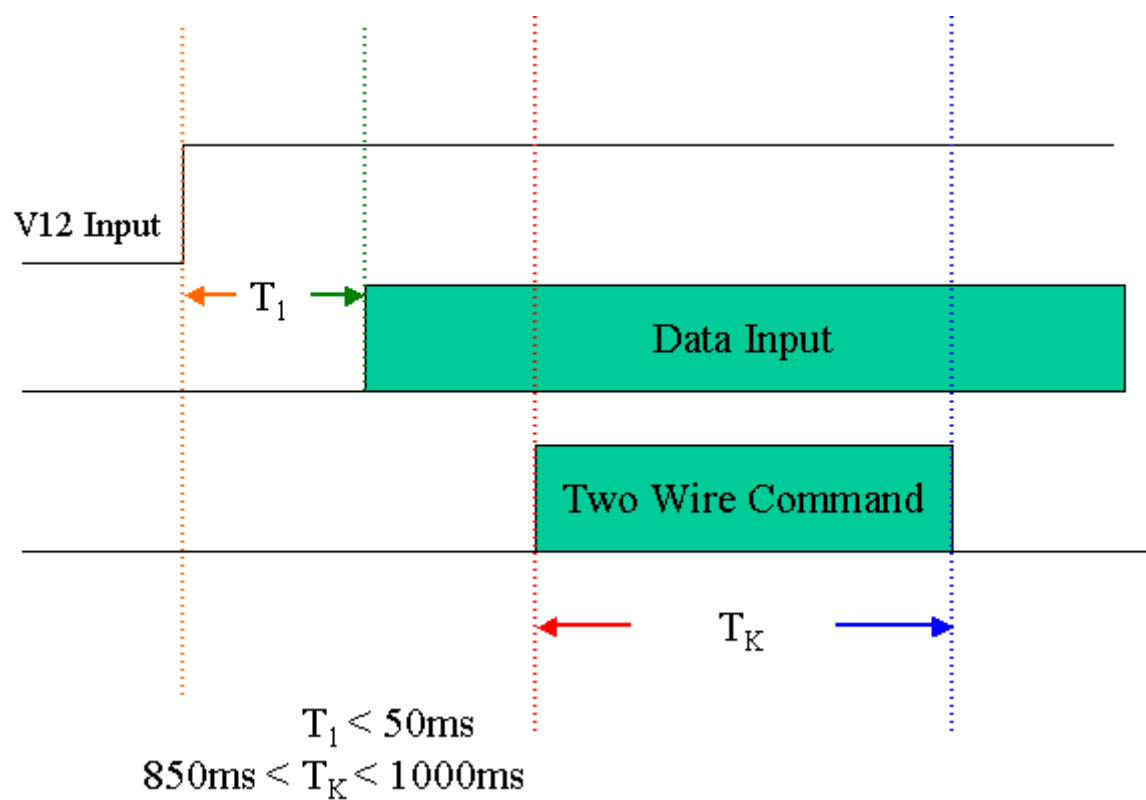 V12 Input
T1
Data Input
Two Wire Command
TK
T1 < 50ms
850ms < TK < 1000ms